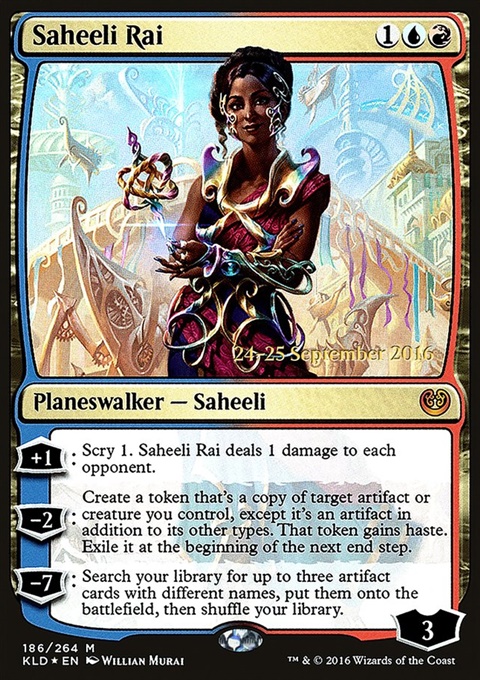 Saheeli Rai 1
24-25 September 2016
Planeswalker — Saheeli
+1 : Scry 1. Saheeli Rai deals 1 damage to each
opponent.
Create a token that's a copy of target artifact or
creature you control, except it's an artifact in
-2 : addition to its other types. That token gains haste.
Exile it at the beginning of the next end step.
-7 : Search your library for up to three artifact
cards with different names, put them onto the
battlefield, then shuffle your library.
3
186/264 M
KLD ★ EN Willian Murai
™ & © 2016 Wizards of the Coast